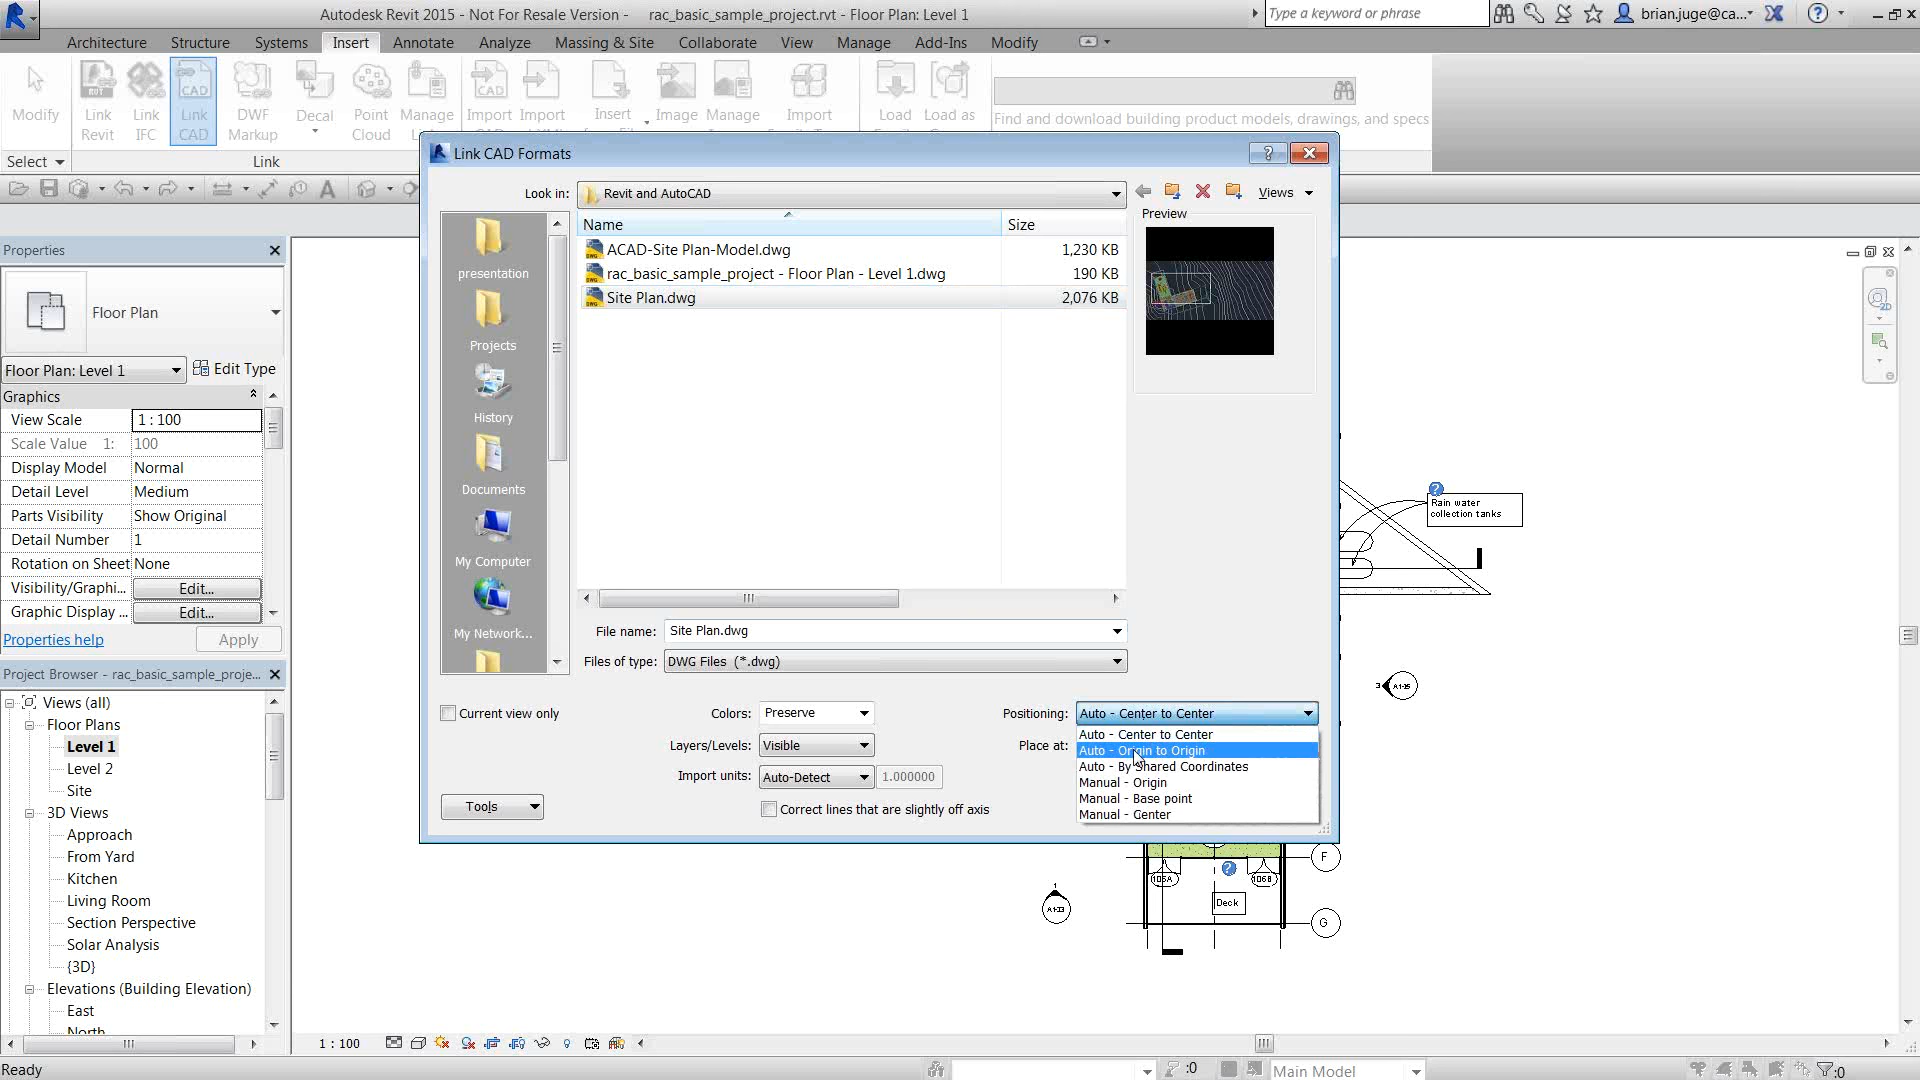 Autodesk Revit 2015 - Not For Resale Version - rac_basic_sample_project.rvt - Floor Plan: Level 1
Type a keyword or phrase
brian.juge@ca...
Architecture Structure Systems Insert Annotate Analyze Massing & Site Collaborate View Manage Add-Ins Modify
Modify
Link Revit
Link IFC
Link CAD
DWF Markup
Decal
Point Cloud
Manage
Import
Import
Insert
Image
Manage
Import
Load
Load as
Find and download building product models, drawings, and specs
Select
Link
Link CAD Formats
Look in: Revit and AutoCAD
Views
Preview
Name Size
ACAD-Site Plan-Model.dwg 1,230 KB
rac_basic_sample_project - Floor Plan - Level 1.dwg 190 KB
Site Plan.dwg 2,076 KB
presentation
Projects
History
Documents
My Computer
My Network...
File name: Site Plan.dwg
Files of type: DWG Files (*.dwg)
Current view only
Colors: Preserve
Layers/Levels: Visible
Import units: Auto-Detect 1.000000
Correct lines that are slightly off axis
Tools
Positioning: Auto - Center to Center
Place at:
Auto - Center to Center
Auto - Origin to Origin
Auto - By Shared Coordinates
Manual - Origin
Manual - Base point
Manual - Center
Properties
Floor Plan
Floor Plan: Level 1
Edit Type
Graphics
View Scale 1 : 100
Scale Value 1: 100
Display Model Normal
Detail Level Medium
Parts Visibility Show Original
Detail Number 1
Rotation on Sheet None
Visibility/Graphi... Edit...
Graphic Display ... Edit...
Properties help
Apply
Project Browser - rac_basic_sample_proje...
Views (all)
Floor Plans
Level 1
Level 2
Site
3D Views
Approach
From Yard
Kitchen
Living Room
Section Perspective
Solar Analysis
{3D}
Elevations (Building Elevation)
East
North
Rain water
collection tanks
3 A1-15
F
105A
105B
1
A1-13
Deck
G
1 : 100
Ready
:0
Main Model
:0